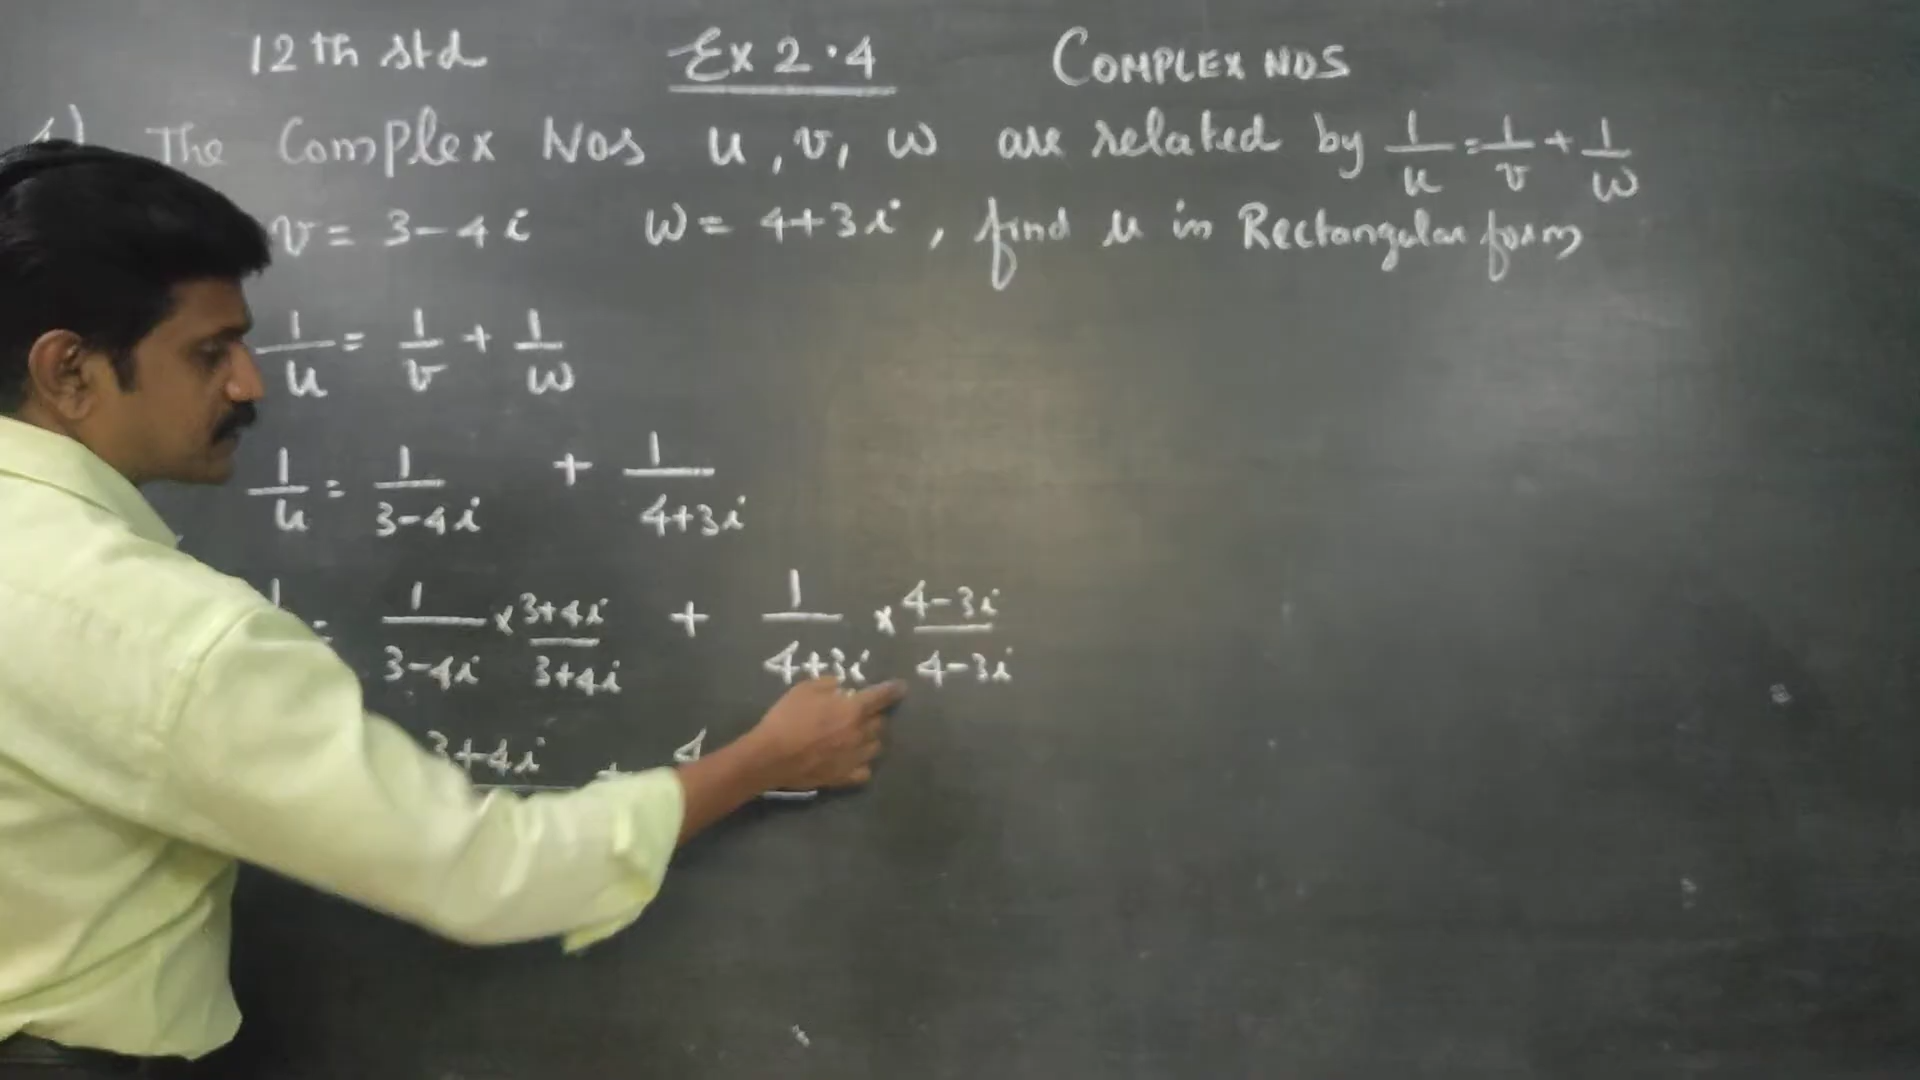 12th std Ex 2.4 COMPLEX NOS
The Complex Nos u, v, w are related by 1/u = 1/v + 1/w
v = 3-4i w = 4+3i, find u in Rectangular form
1/u = 1/v + 1/w
1/u = 1/(3-4i) + 1/(4+3i)
= 1/(3-4i) × (3+4i)/(3+4i) + 1/(4+3i) × (4-3i)/(4-3i)
3+4i + 4